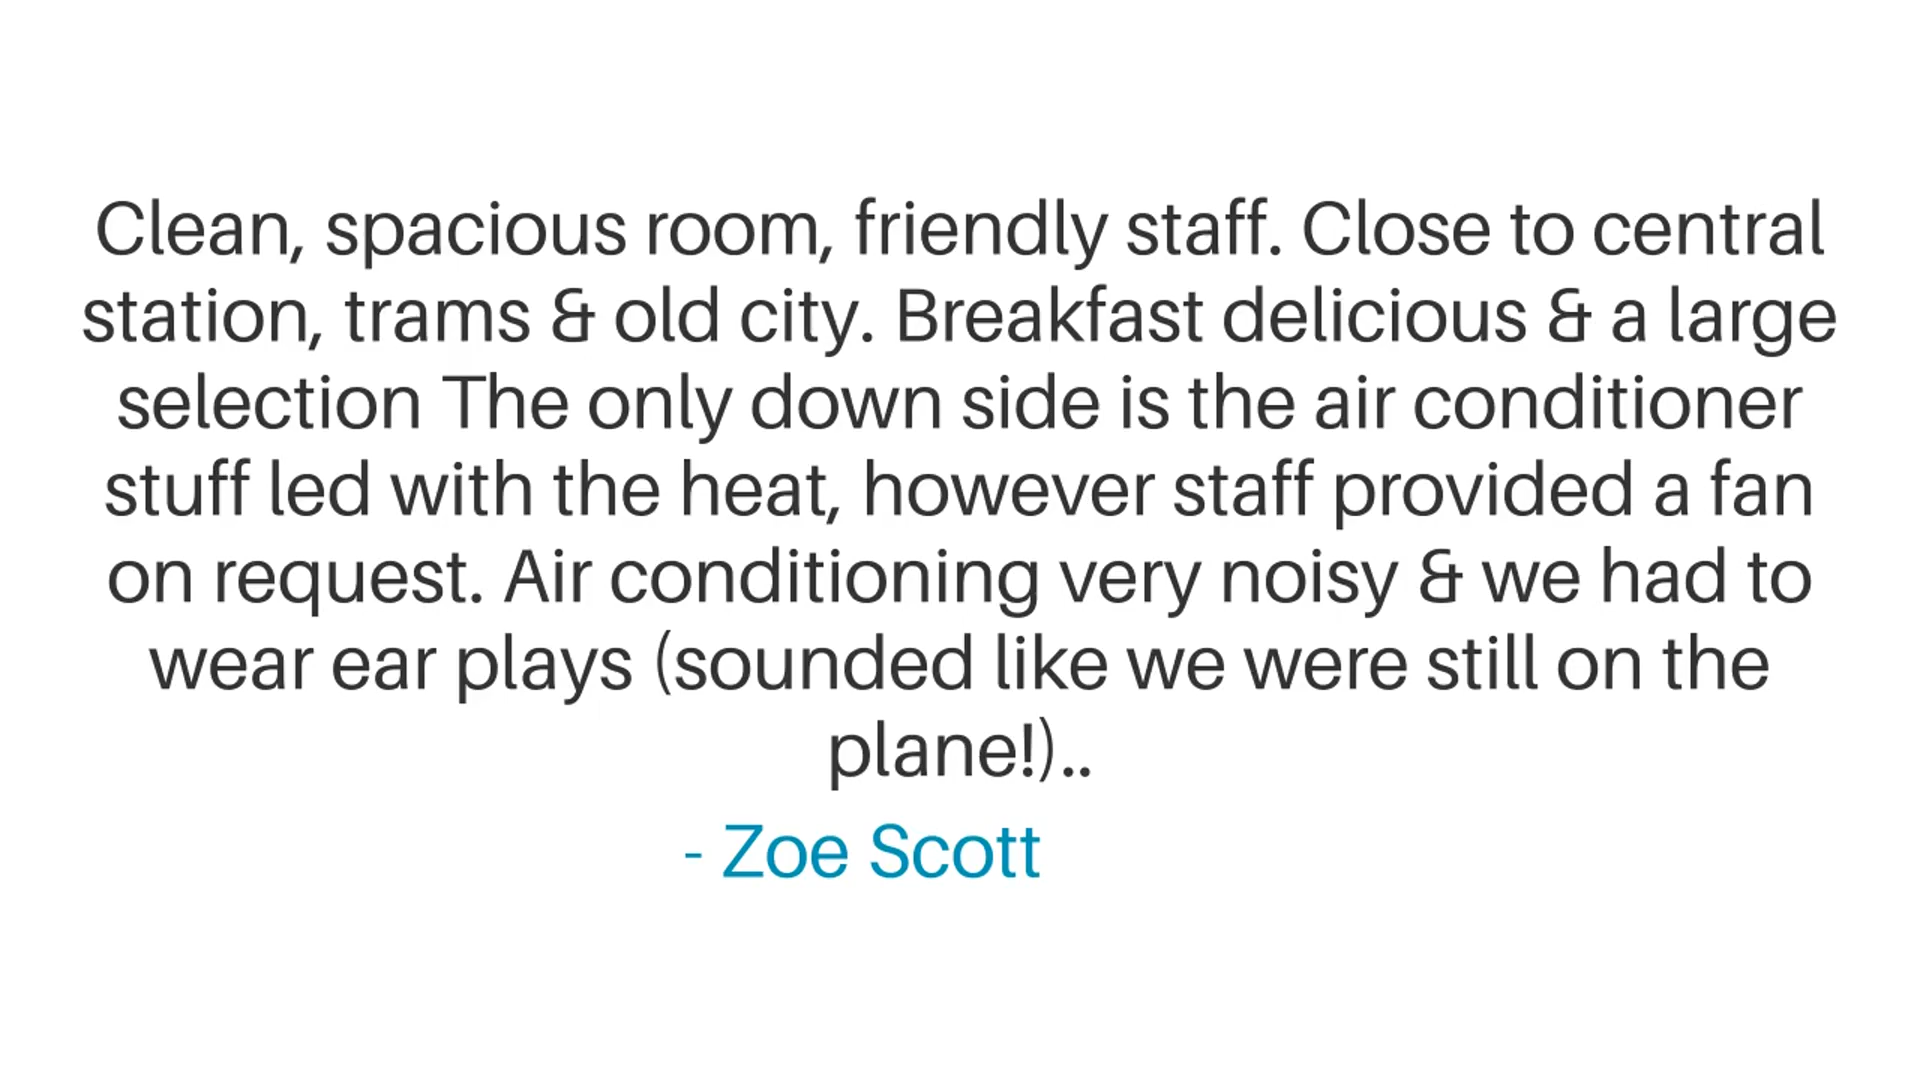 Clean, spacious room, friendly staff. Close to central
station, trams & old city. Breakfast delicious & a large
selection The only down side is the air conditioner
stuff led with the heat, however staff provided a fan
on request. Air conditioning very noisy & we had to
wear ear plays (sounded like we were still on the
plane!)..
- Zoe Scott